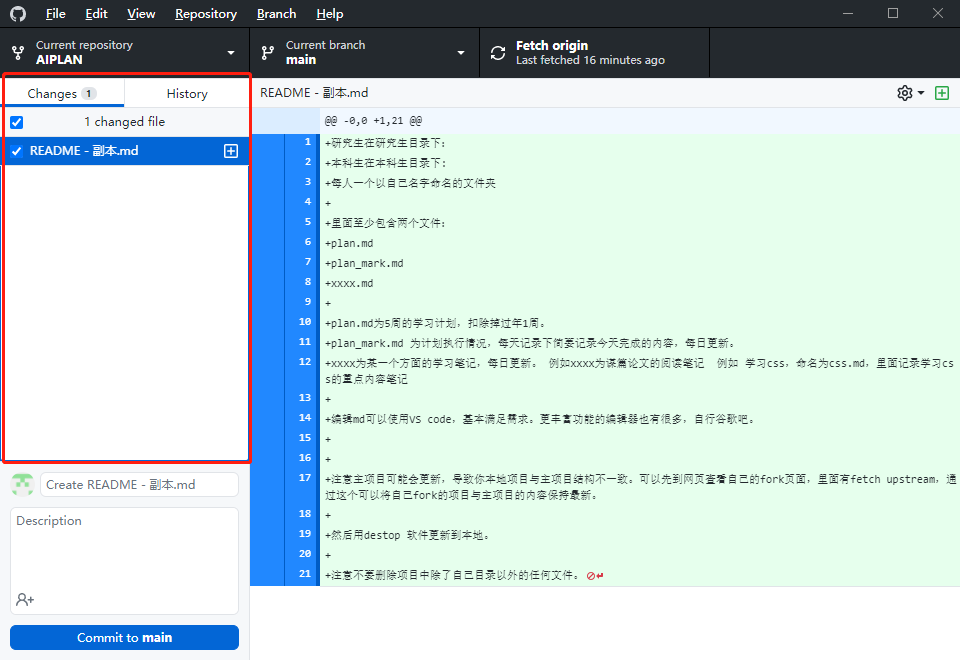 File Edit View Repository Branch Help
Current repository
AIPLAN
Current branch
main
Fetch origin
Last fetched 16 minutes ago
Changes 1
History
1 changed file
README - 副本.md
Create README - 副本.md
Description
Commit to main
README - 副本.md
@@ -0,0 +1,21 @@
1 +研究生在研究生目录下:
2 +本科生在本科生目录下:
3 +每人一个以自己名字命名的文件夹
4 +
5 +里面至少包含两个文件:
6 +plan.md
7 +plan_mark.md
8 +xxxx.md
9 +
10 +plan.md为5周的学习计划，扣除掉过年1周。
11 +plan_mark.md 为计划执行情况，每天记录下简要记录今天完成的内容，每日更新。
12 +xxxx为某一个方面的学习笔记，每日更新。 例如xxxx为谋篇论文的阅读笔记  例如 学习css，命名为css.md，里面记录学习cs
s的重点内容笔记
13 +
14 +编辑md可以使用VS code，基本满足需求。更丰富功能的编辑器也有很多，自行谷歌吧。
15 +
16 +
17 +注意主项目可能会更新，导致你本地项目与主项目结构不一致。可以先到网页查看自己的fork页面，里面有fetch upstream，通
过这个可以将自己fork的项目与主项目的内容保持最新。
18 +
19 +然后用destop 软件更新到本地。
20 +
21 +注意不要删除项目中除了自己目录以外的任何文件。